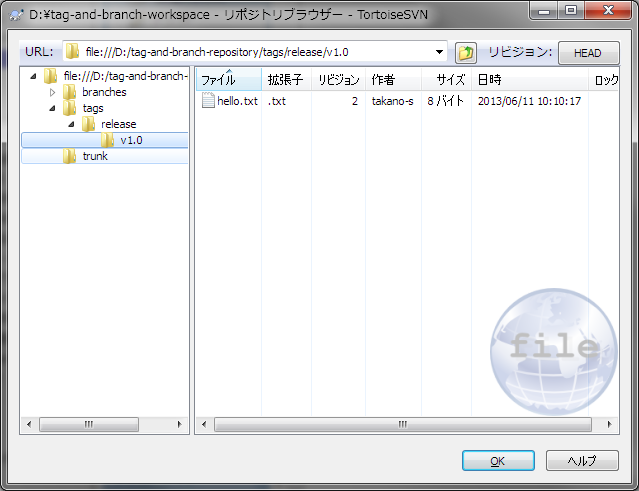 D:¥tag-and-branch-workspace - リポジトリブラウザー - TortoiseSVN
URL: file:///D:/tag-and-branch-repository/tags/release/v1.0 リビジョン: HEAD
file:///D:/tag-and-branch-
branches
tags
release
v1.0
trunk
ファイル 拡張子 リビジョン 作者 サイズ 日時 ロック
hello.txt .txt 2 takano-s 8 バイト 2013/06/11 10:10:17
file
OK ヘルプ